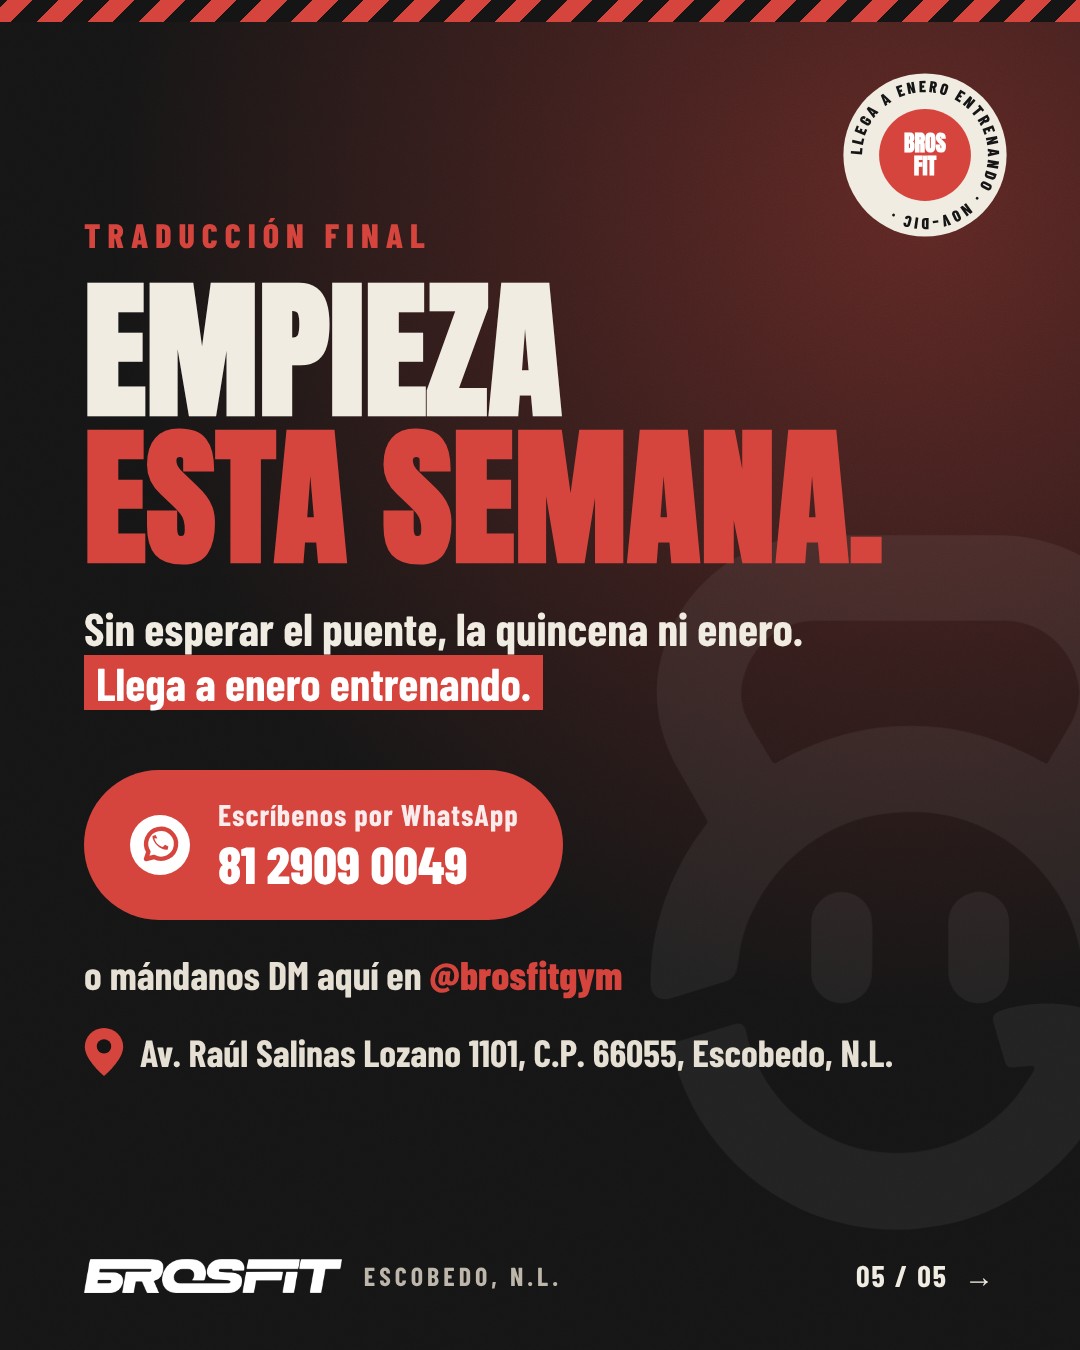 LLEGA A ENERO ENTRENANDO · NOV-DIC ·
BROS
FIT
TRADUCCIÓN FINAL
EMPIEZA
ESTA SEMANA.
Sin esperar el puente, la quincena ni enero.
Llega a enero entrenando.
Escríbenos por WhatsApp
81 2909 0049
o mándanos DM aquí en @brosfitgym
Av. Raúl Salinas Lozano 1101, C.P. 66055, Escobedo, N.L.
BROSFIT ESCOBEDO, N.L.
05 / 05 →